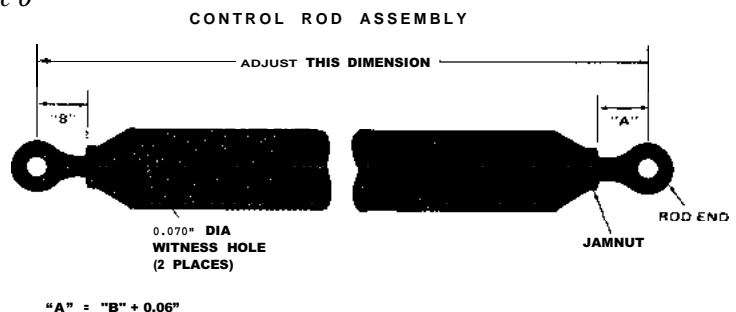 CONTROL ROD ASSEMBLY
ADJUST THIS DIMENSION
"B"
"A"
ROD END
0.070" DIA
WITNESS HOLE
(2 PLACES)
JAMNUT
"A" = "B" + 0.06"